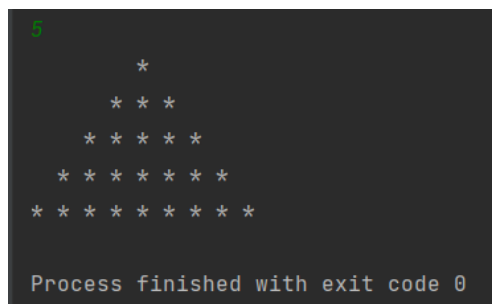 5
        *
      * * *
    * * * * *
  * * * * * * *
* * * * * * * * *
Process finished with exit code 0